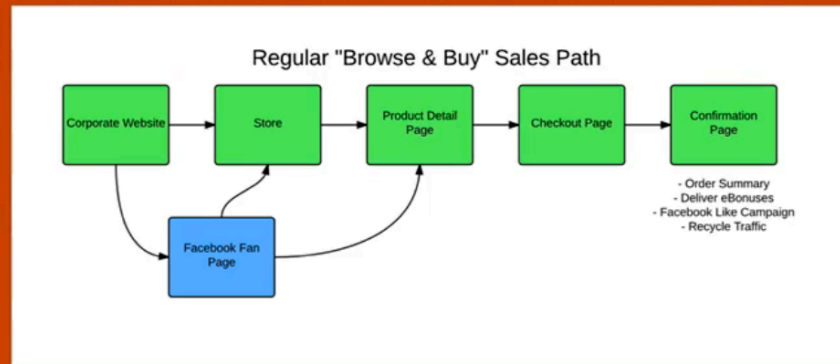 Regular "Browse & Buy" Sales Path
Corporate Website
Store
Product Detail
Page
Checkout Page
Confirmation
Page
- Order Summary
- Deliver eBonuses
- Facebook Like Campaign
- Recycle Traffic
Facebook Fan
Page